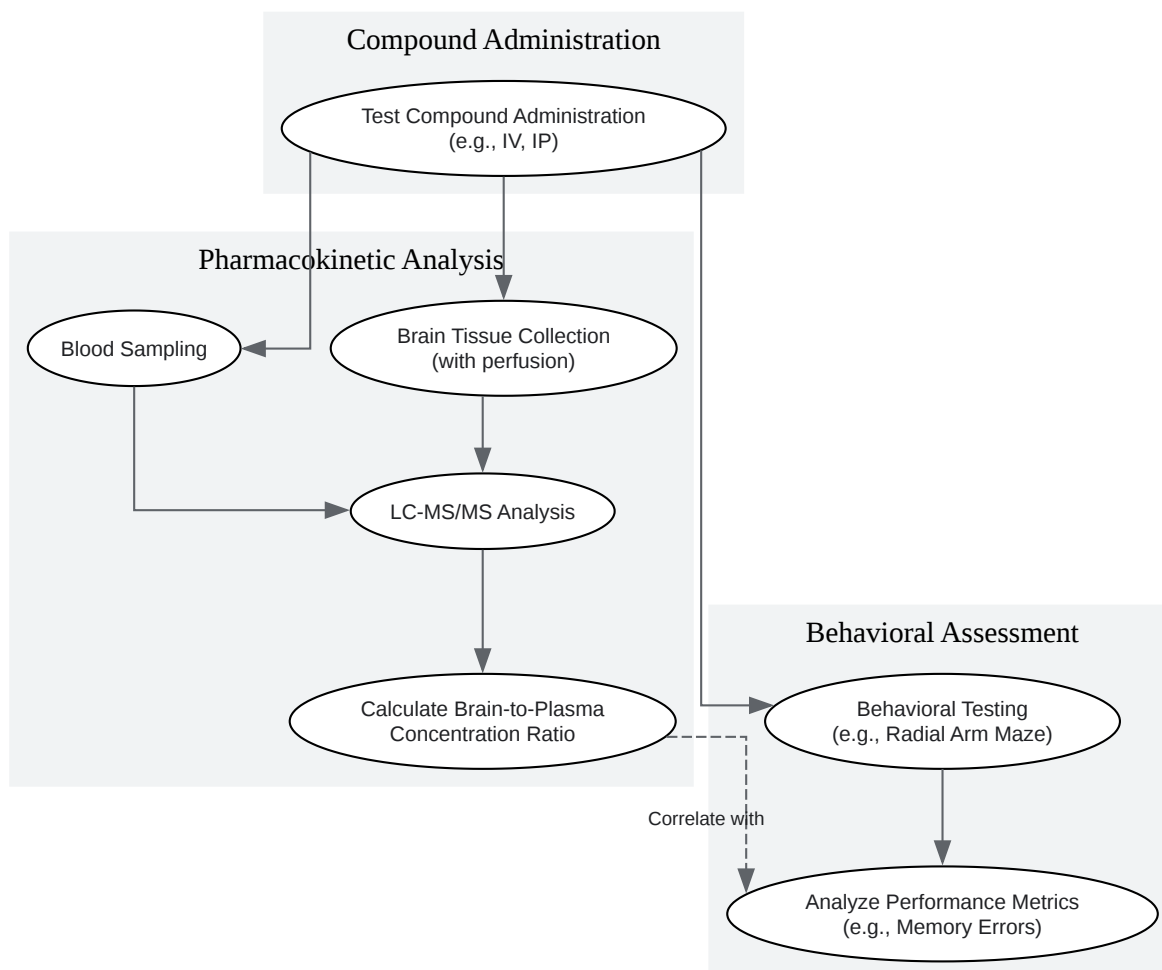 Compound Administration
Test Compound Administration
(e.g., IV, IP)
Pharmacokinetic Analysis
Blood Sampling
Brain Tissue Collection
(with perfusion)
LC-MS/MS Analysis
Calculate Brain-to-Plasma
Concentration Ratio
Behavioral Assessment
Behavioral Testing
(e.g., Radial Arm Maze)
Correlate with
Analyze Performance Metrics
(e.g., Memory Errors)